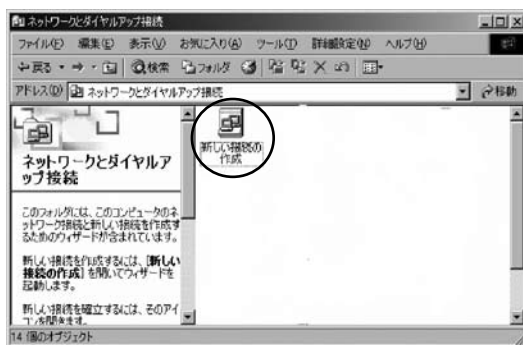 ネットワークとダイヤルアップ接続
ファイル(F) 編集(E) 表示(V) お気に入り(A) ツール(T) 詳細設定(N) ヘルプ(H)
戻る 検索 フォルダ
アドレス(D) ネットワークとダイヤルアップ接続 移動
ネットワークとダイヤルア
ップ接続
このフォルダには、このコンピュータのネ
ットワーク接続と新しい接続を作成す
るためのウィザードが含まれています。
新しい接続を作成するには、[新しい
接続の作成] を開いてウィザードを
起動します。
新しい接続を確立するには、そのアイ
コンを開きます。
新しい接続の
作成
14 個のオブジェクト